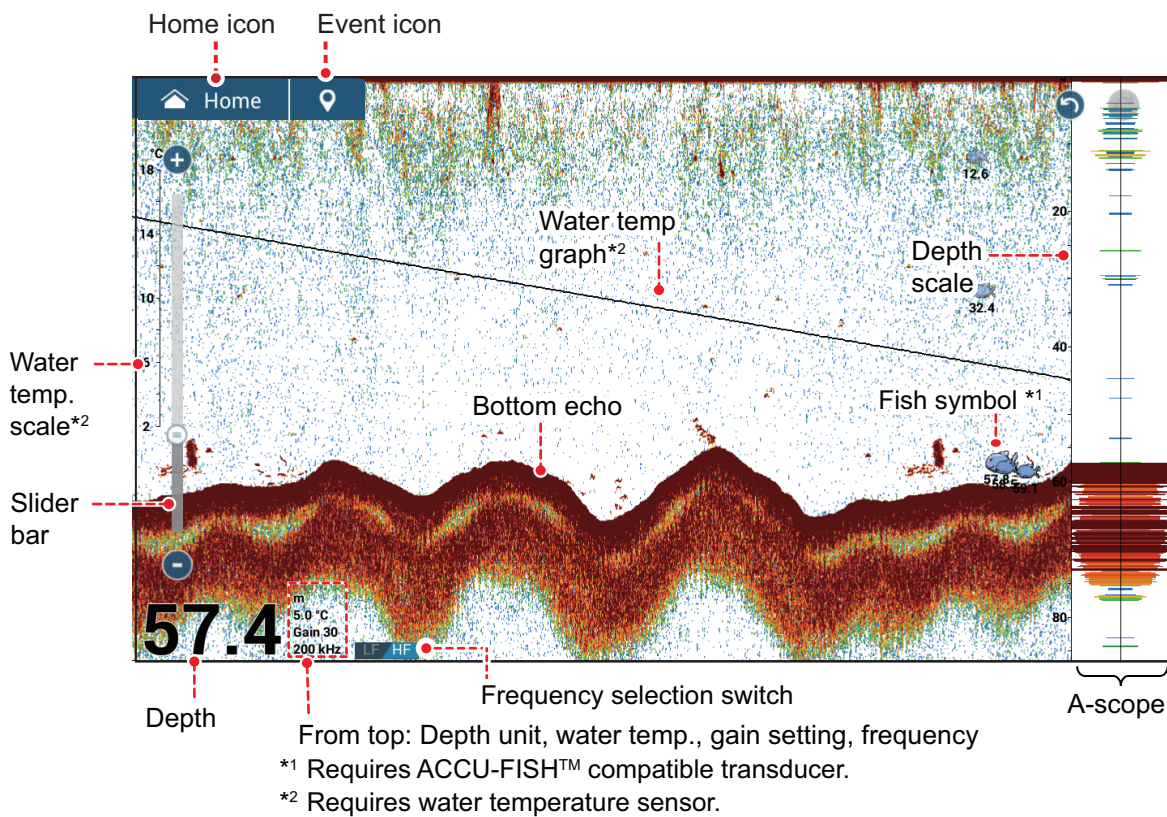 Home icon
Event icon
Home
°C
18
14
10
6
2
12.6
20
Water temp
graph*2
Depth
scale
32.4
40
Water
temp.
scale*2
Bottom echo
Fish symbol *1
57.8
59.1
60
Slider
bar
57.4
m
5.0 °C
Gain 30
200 kHz
LF HF
80
Depth
Frequency selection switch
A-scope
From top: Depth unit, water temp., gain setting, frequency
*1 Requires ACCU-FISH™ compatible transducer.
*2 Requires water temperature sensor.